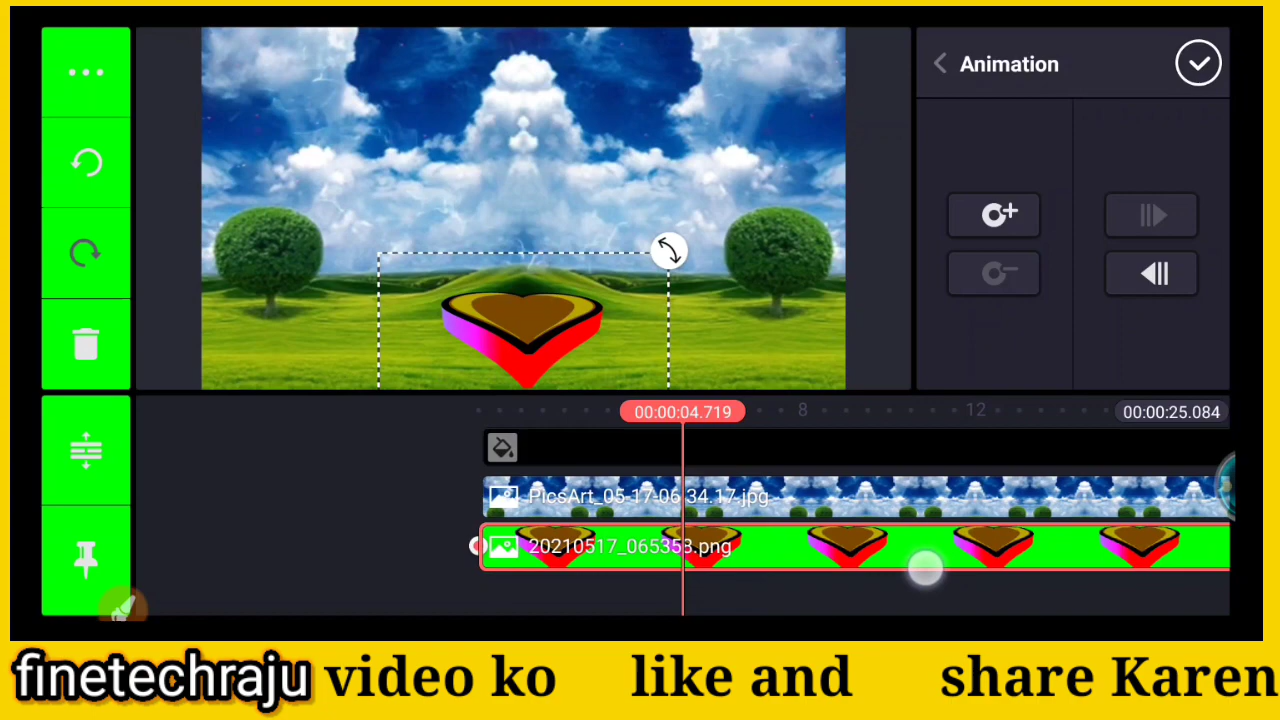 Animation
00:00:04.719
8
12
00:00:25.084
PicsArt_05-17-06 34.17.jpg
20210517_065353.png
finetechraju video ko like and share Karen